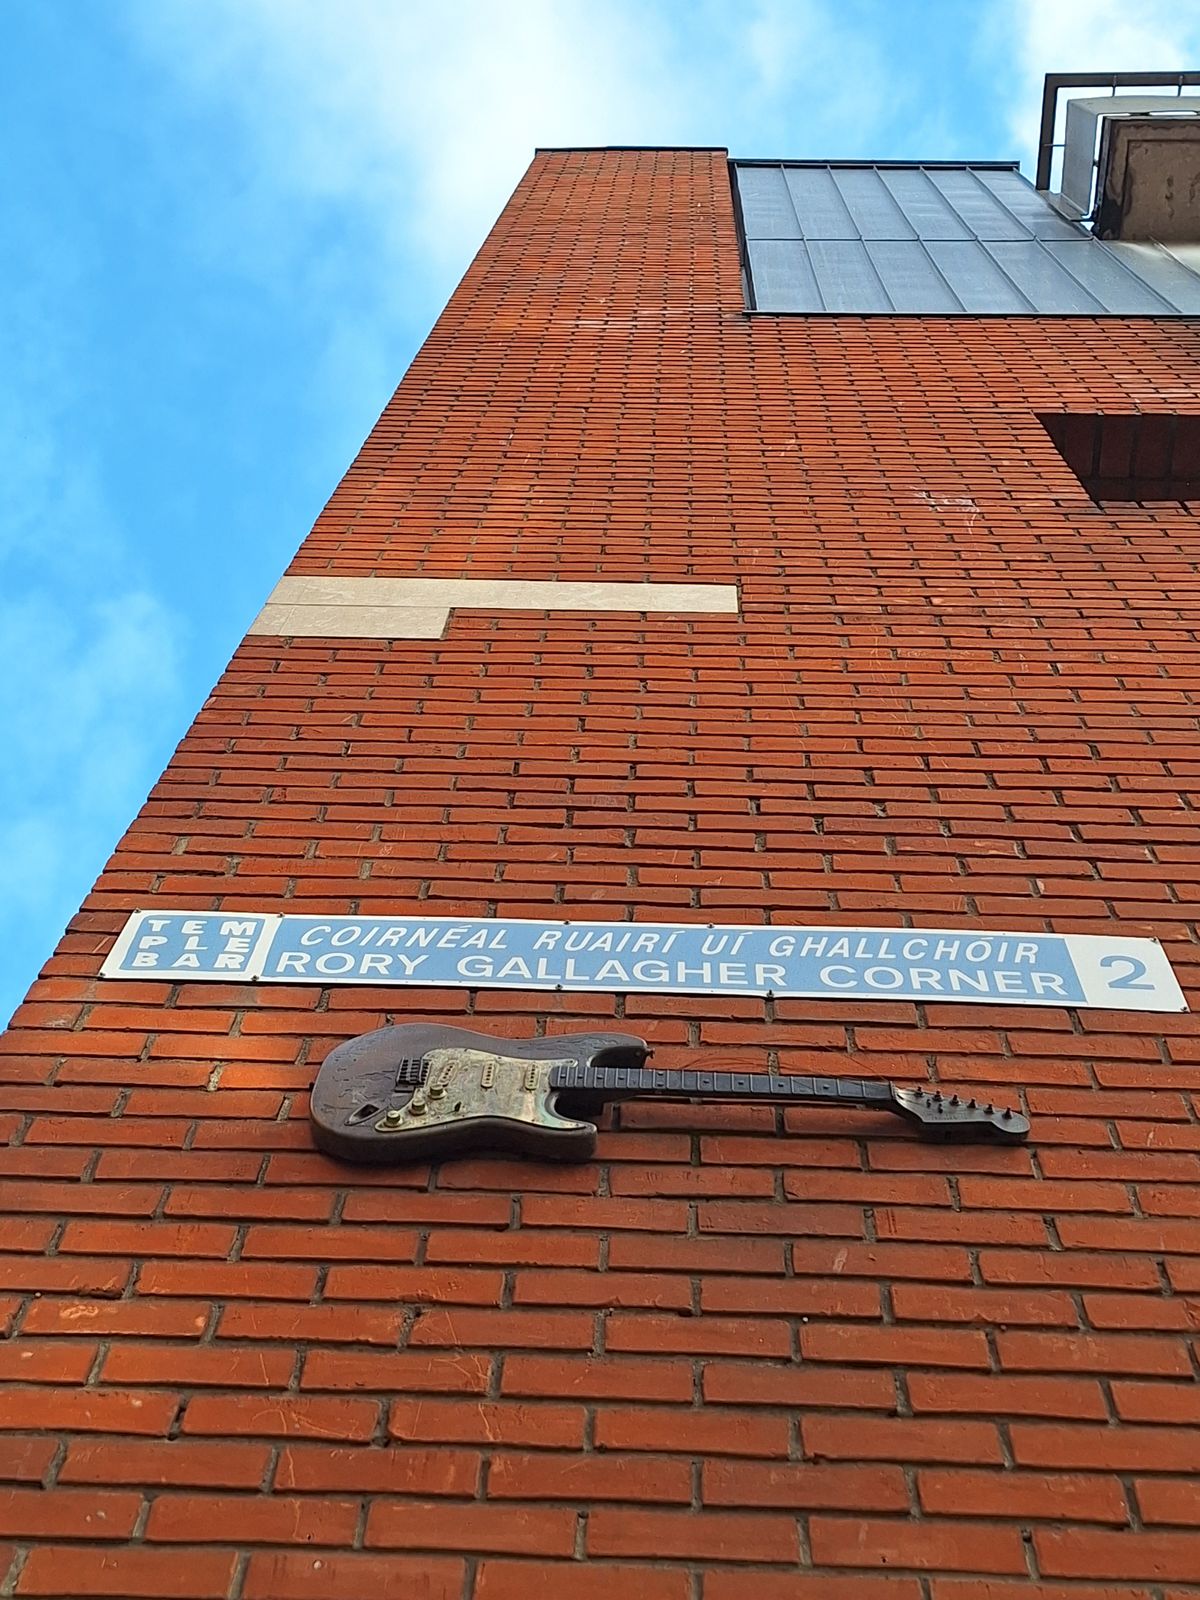 TEM
PLE
BAR
COIRNÉAL RUAIRÍ UÍ GHALLCHÓIR
RORY GALLAGHER CORNER
2